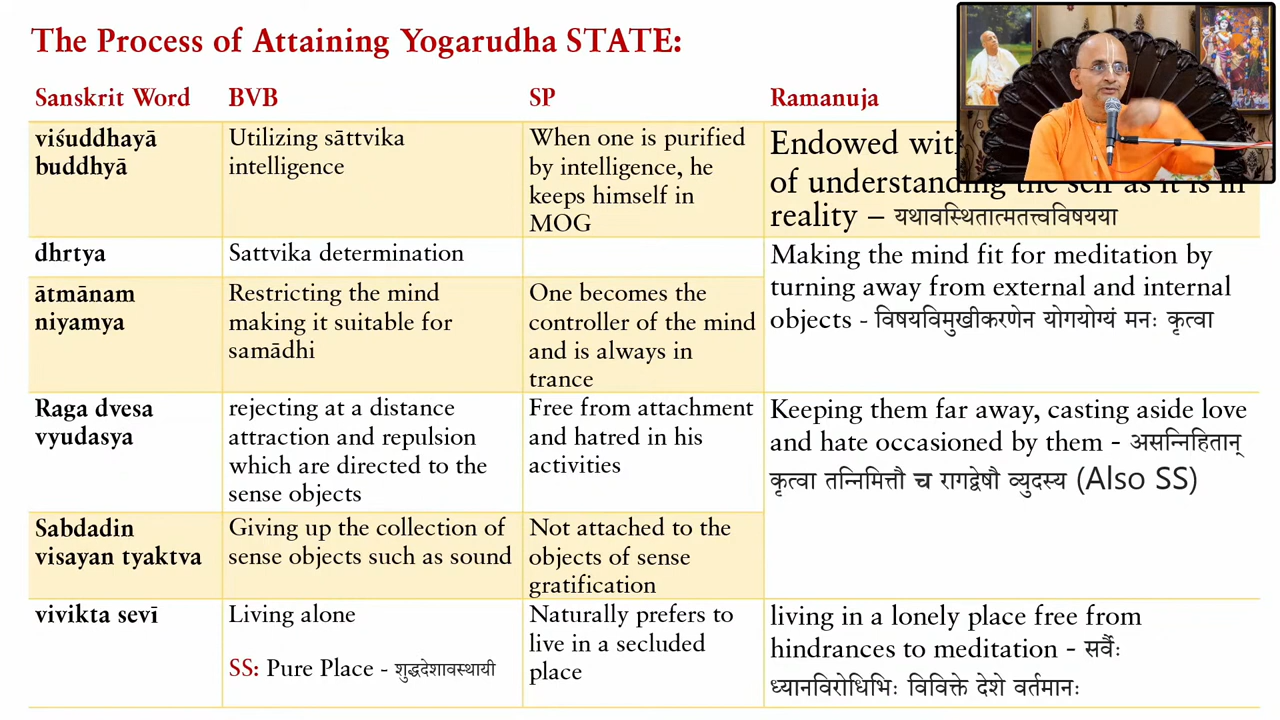 The Process of Attaining Yogarudha STATE:
Sanskrit Word
BVB
SP
Ramanuja
viśuddhayā
buddhyā
Utilizing sāttvika
intelligence
When one is purified
by intelligence, he
keeps himself in
MOG
Endowed
of understanding the self as it is in
reality – यथावस्थितात्मतत्त्वविषयया
dhrtya
Sattvika determination
Making the mind fit for meditation by
turning away from external and internal
objects - विषयविमुखीकरणेन योगयोग्यं मनः कृत्वा
ātmānam
niyamya
Restricting the mind
making it suitable for
samādhi
One becomes the
controller of the mind
and is always in
trance
Raga dvesa
vyudasya
rejecting at a distance
attraction and repulsion
which are directed to the
sense objects
Free from attachment
and hatred in his
activities
Keeping them far away, casting aside love
and hate occasioned by them - असन्निहितान्
कृत्वा तन्निमित्तौ च रागद्वेषौ व्युदस्य (Also SS)
Sabdadin
visayan tyaktva
Giving up the collection of
sense objects such as sound
Not attached to the
objects of sense
gratification
vivikta sevī
Living alone
SS: Pure Place - शुद्धदेशावस्थायी
Naturally prefers to
live in a secluded
place
living in a lonely place free from
hindrances to meditation - सर्वैः
ध्यानविरोधिभिः विविक्ते देशे वर्तमानः